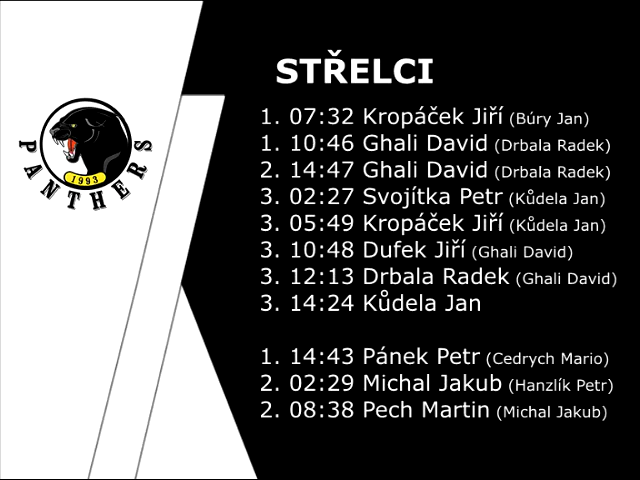 STŘELCI
1. 07:32 Kropáček Jiří (Búry Jan)
1. 10:46 Ghali David (Drbala Radek)
2. 14:47 Ghali David (Drbala Radek)
3. 02:27 Svojítka Petr (Kůdela Jan)
3. 05:49 Kropáček Jiří (Kůdela Jan)
3. 10:48 Dufek Jiří (Ghali David)
3. 12:13 Drbala Radek (Ghali David)
3. 14:24 Kůdela Jan
1. 14:43 Pánek Petr (Cedrych Mario)
2. 02:29 Michal Jakub (Hanzlík Petr)
2. 08:38 Pech Martin (Michal Jakub)
1993
PANTHERS